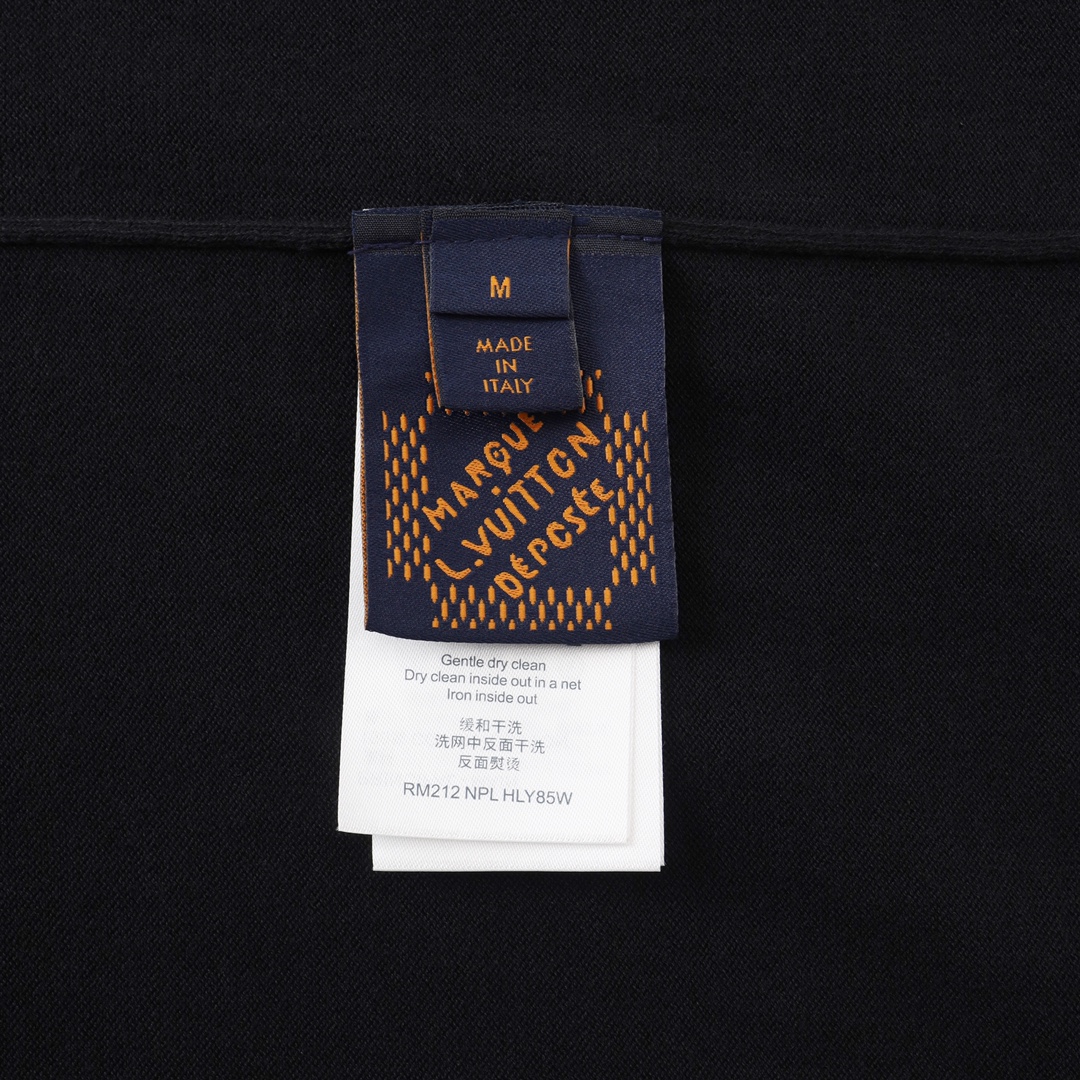 M
MADE
IN
ITALY
MARQUE
L.VUITTON
DÉPOSÉE
Gentle dry clean
Dry clean inside out in a net
Iron inside out
缓和干洗
洗网中反面干洗
反面熨烫
RM212 NPL HLY85W